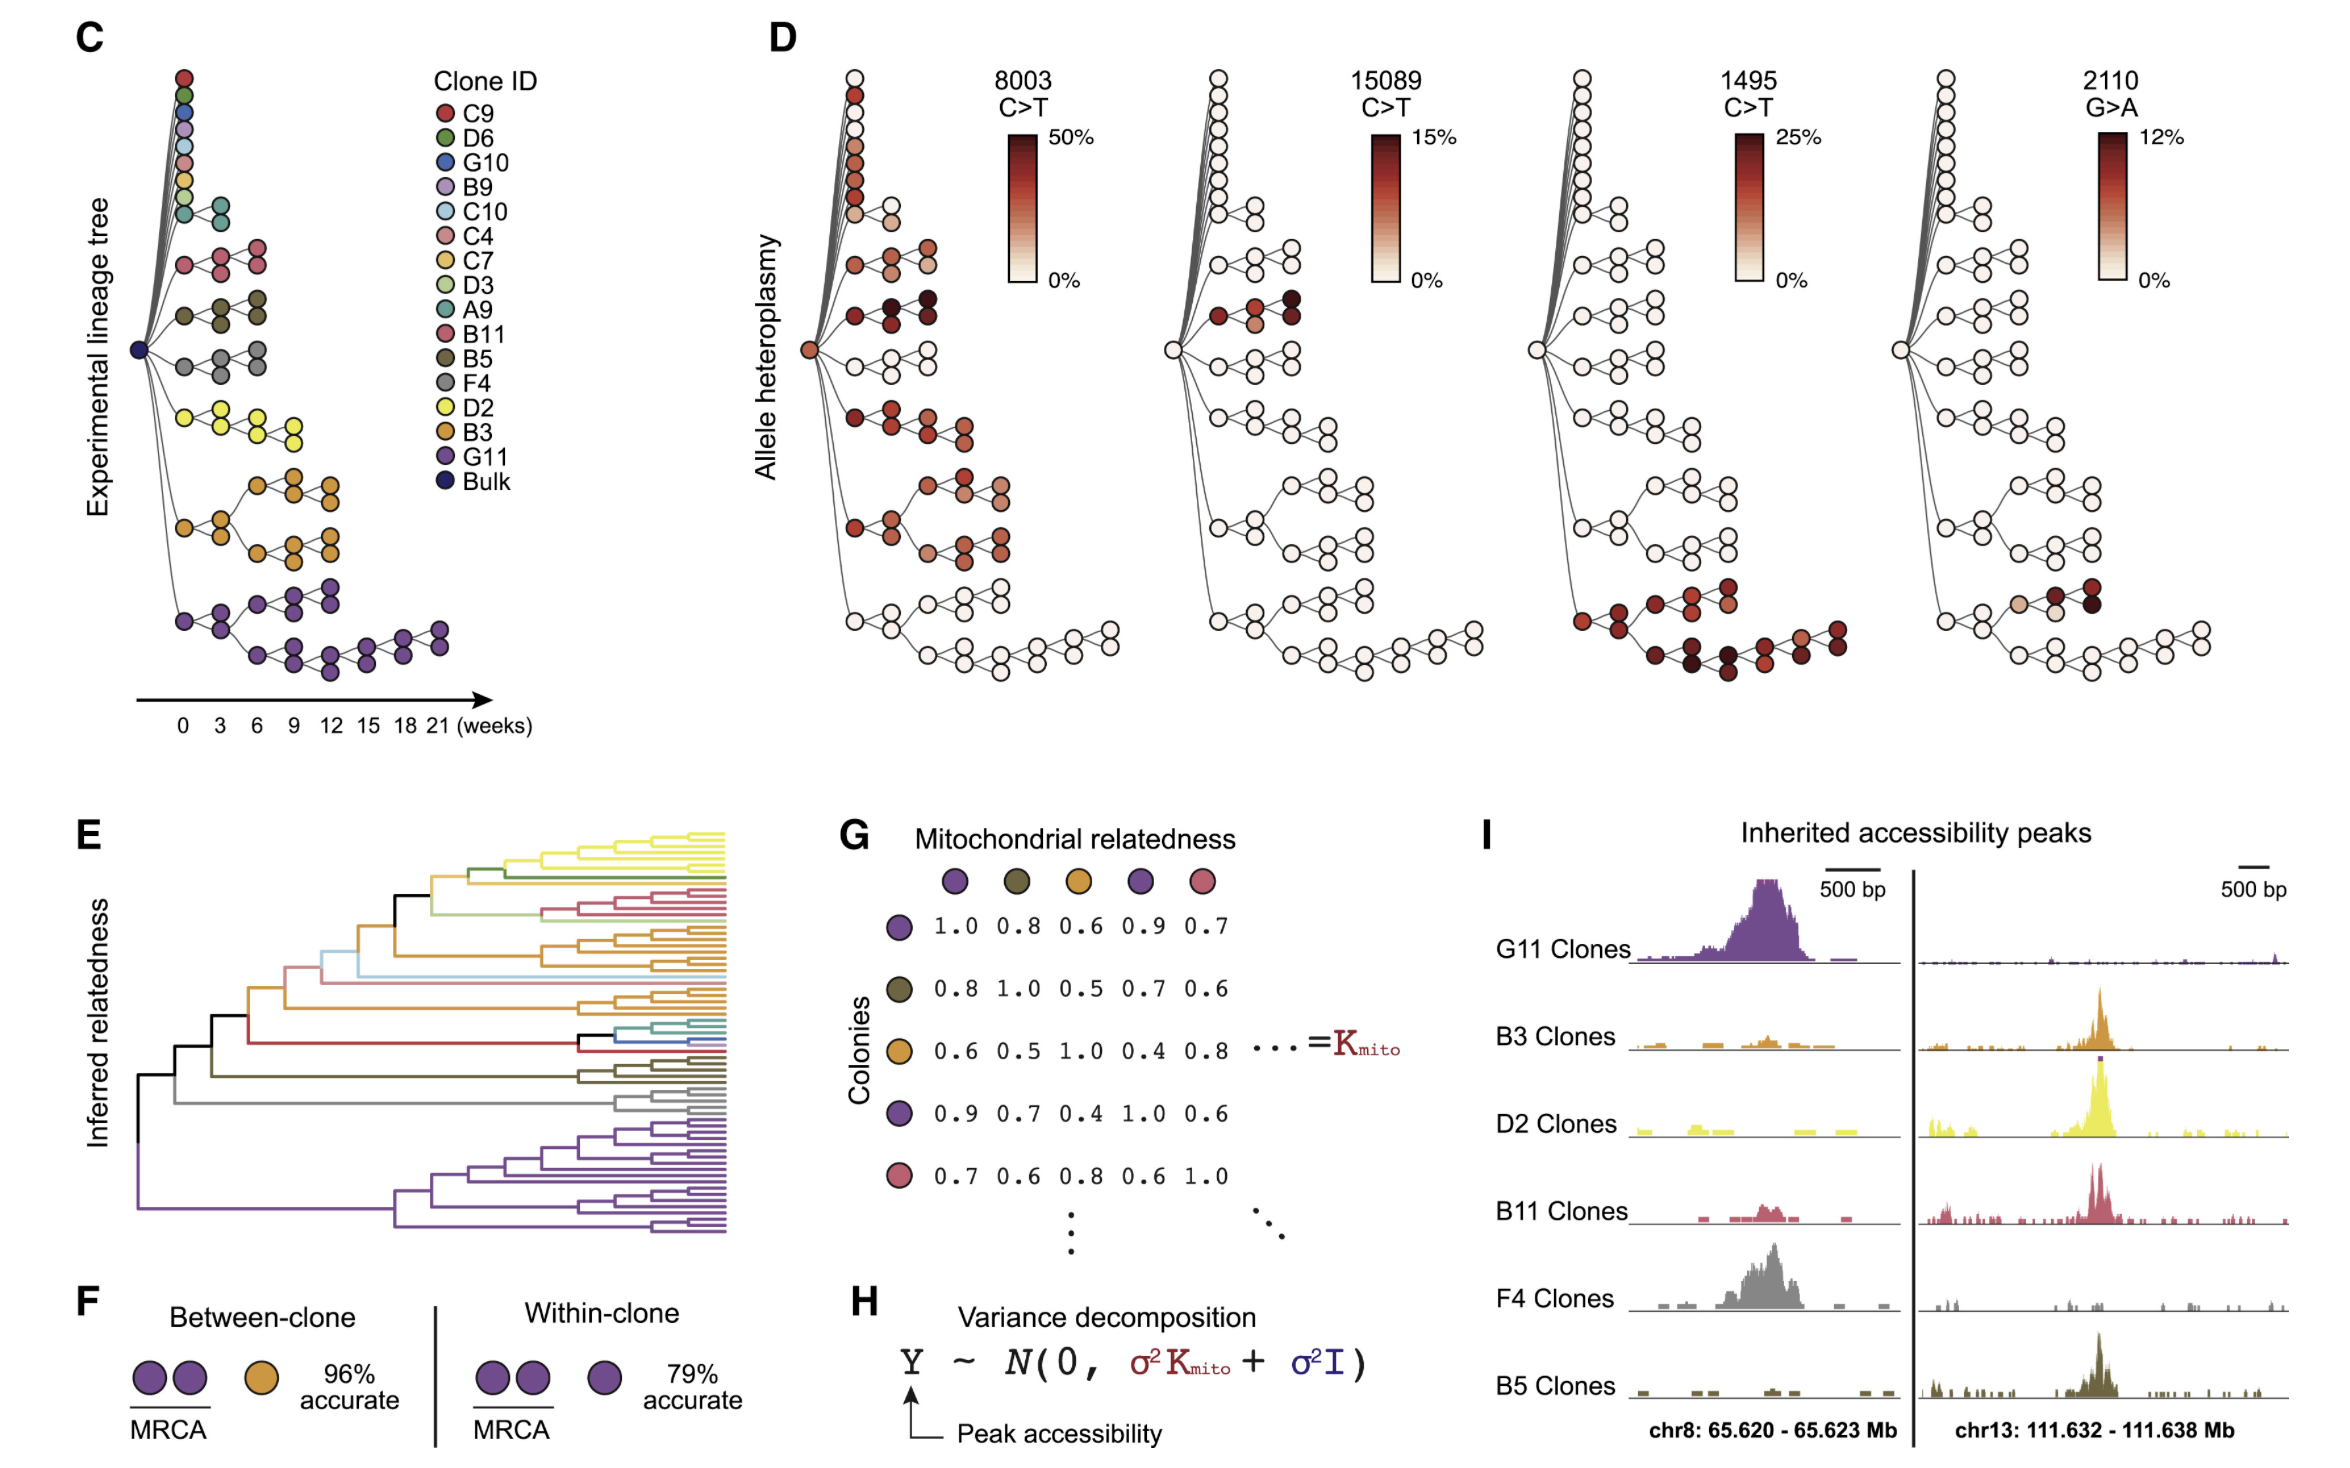 C
Experimental lineage tree
Clone ID
C9
D6
G10
B9
C10
C4
C7
D3
A9
B11
B5
F4
D2
B3
G11
Bulk
0 3 6 9 12 15 18 21 (weeks)
D
Allele heteroplasmy
8003
C>T
50%
0%
15089
C>T
15%
0%
1495
C>T
25%
0%
2110
G>A
12%
0%
E
Inferred relatedness
F
Between-clone
96%
accurate
MRCA
Within-clone
79%
accurate
MRCA
G
Mitochondrial relatedness
Colonies
1.0 0.8 0.6 0.9 0.7
0.8 1.0 0.5 0.7 0.6
0.6 0.5 1.0 0.4 0.8 ... =Kmito
0.9 0.7 0.4 1.0 0.6
0.7 0.6 0.8 0.6 1.0
H
Variance decomposition
Y ~ N(0, σ²Kmito + σ²I)
Peak accessibility
I
Inherited accessibility peaks
500 bp
500 bp
G11 Clones
B3 Clones
D2 Clones
B11 Clones
F4 Clones
B5 Clones
chr8: 65.620 - 65.623 Mb
chr13: 111.632 - 111.638 Mb